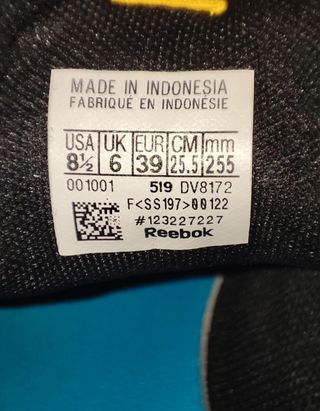 MADE IN INDONESIA
FABRIQUÉ EN INDONÉSIE
USA UK EUR CM mm
8½ 6 39 25.5 255
001001 519 DV8172
F<SS197>00122
#123227227
Reebok